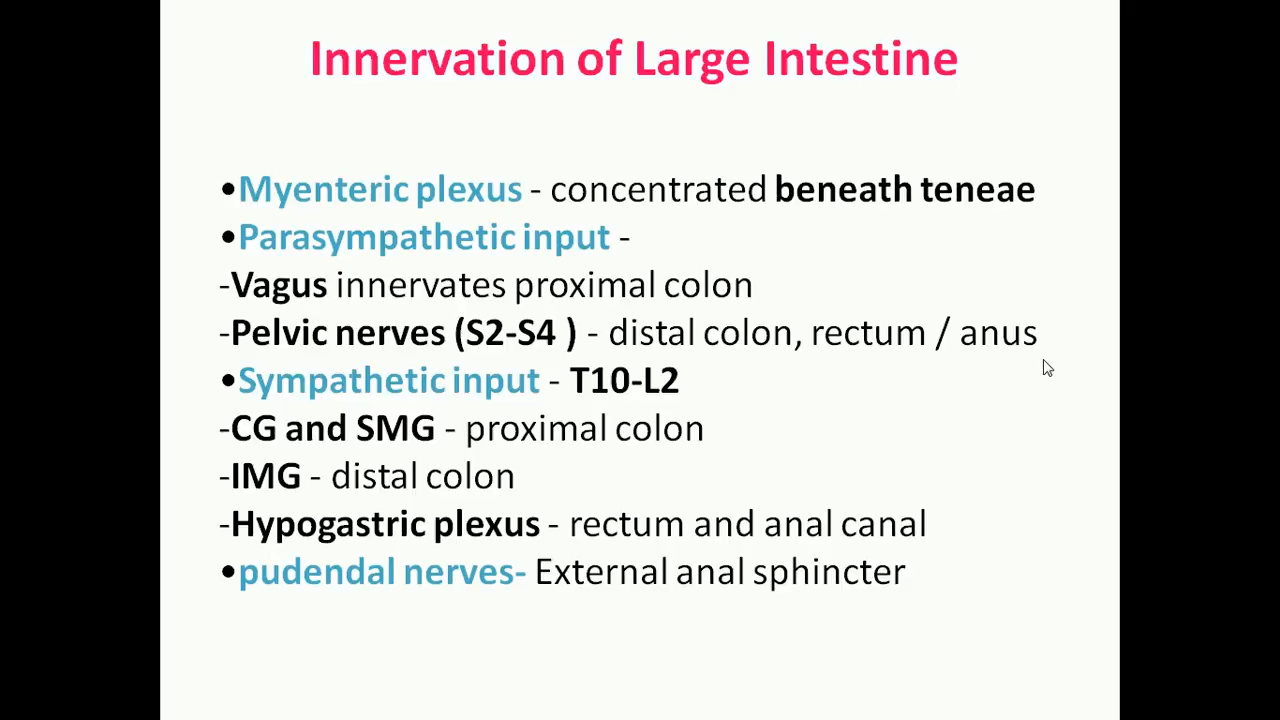 Innervation of Large Intestine
•Myenteric plexus - concentrated beneath teneae
•Parasympathetic input -
-Vagus innervates proximal colon
-Pelvic nerves (S2-S4 ) - distal colon, rectum / anus
•Sympathetic input - T10-L2
-CG and SMG - proximal colon
-IMG - distal colon
-Hypogastric plexus - rectum and anal canal
•pudendal nerves- External anal sphincter